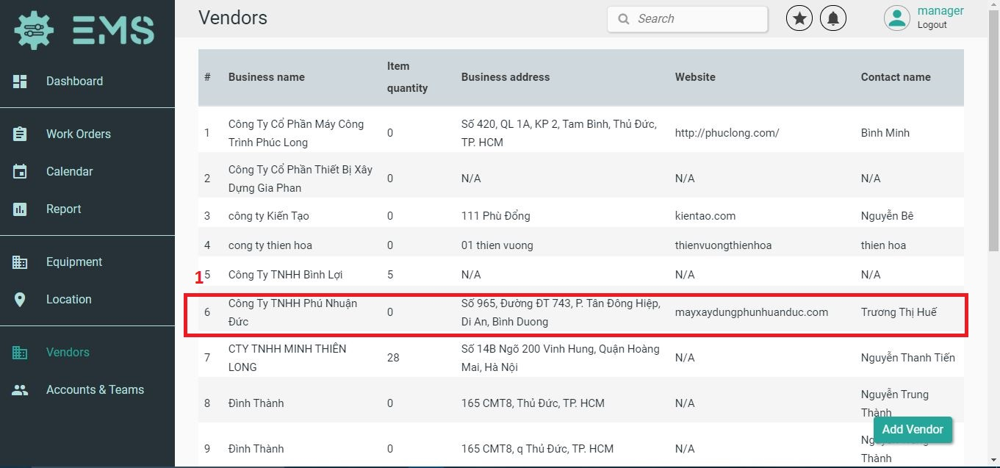 EMS
Dashboard
Work Orders
Calendar
Report
Equipment
Location
Vendors
Accounts & Teams
Vendors
Search
manager
Logout
# Business name Item quantity Business address Website Contact name
1 Công Ty Cổ Phần Máy Công Trình Phúc Long 0 Số 420, QL 1A, KP 2, Tam Bình, Thủ Đức, TP. HCM http://phuclong.com/ Bình Minh
2 Công Ty Cổ Phần Thiết Bị Xây Dựng Gia Phan 0 N/A N/A N/A
3 công ty Kiến Tạo 0 111 Phù Đổng kientao.com Nguyễn Bê
4 cong ty thien hoa 0 01 thien vuong thienvuongthienhoa thien hoa
1
5 Công Ty TNHH Bình Lợi 5 N/A N/A N/A
6 Công Ty TNHH Phú Nhuận Đức 0 Số 965, Đường ĐT 743, P. Tân Đông Hiệp, Di An, Bình Duong mayxaydungphunhuanduc.com Trương Thị Huế
7 CTY TNHH MINH THIÊN LONG 28 Số 14B Ngõ 200 Vinh Hung, Quận Hoàng Mai, Hà Nội N/A Nguyễn Thanh Tiến
8 Đình Thành 0 165 CMT8, Thủ Đức, TP. HCM N/A Nguyễn Trung Thành
9 Đình Thành 0 165 CMT8, q Thủ Đức, TP. HCM N/A Thành
Add Vendor